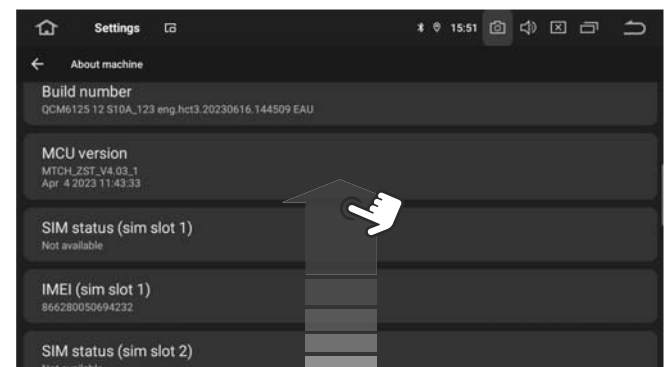 Settings
15:51
About machine
Build number
QCM6125 12 S10A_123 eng.hct3.20230616.144509 EAU
MCU version
MTCH_ZST_V4.03_1
Apr 4 2023 11:43:33
SIM status (sim slot 1)
Not available
IMEI (sim slot 1)
866280050694232
SIM status (sim slot 2)